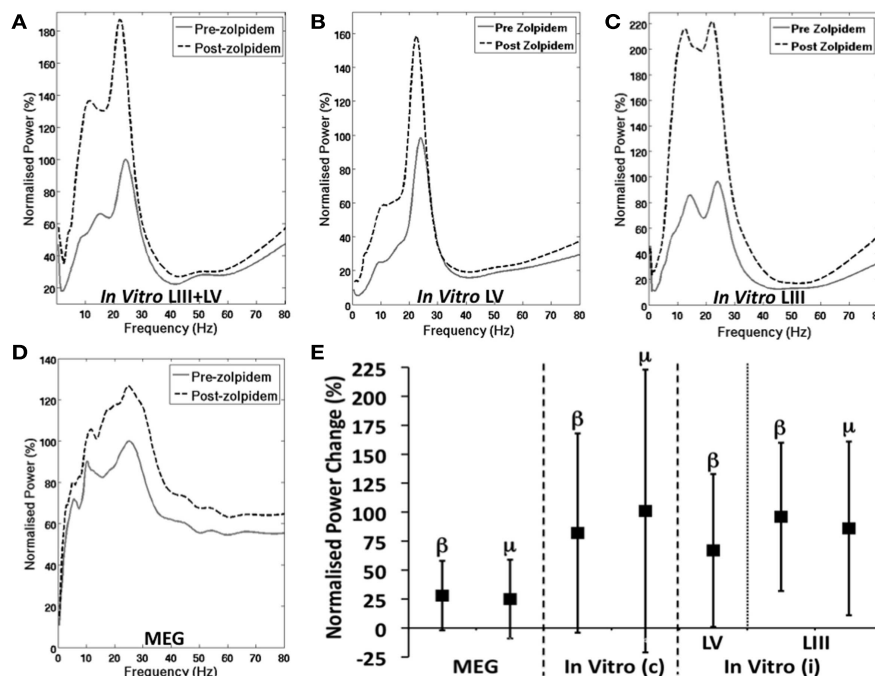 A
Pre-zolpidem
Post-zolpidem
Normalised Power (%)
180
160
140
120
100
80
60
40
20
0 10 20 30 40 50 60 70 80
In Vitro LIII+LV
Frequency (Hz)
B
Pre Zolpidem
Post Zolpidem
Normalised Power (%)
160
140
120
100
80
60
40
20
0
0 10 20 30 40 50 60 70 80
In Vitro LV
Frequency (Hz)
C
Pre Zolpidem
Post Zolpidem
Normalised Power (%)
220
200
180
160
140
120
100
80
60
40
20
0
0 10 20 30 40 50 60 70 80
In Vitro LIII
Frequency (Hz)
D
Pre-zolpidem
Post-zolpidem
Normalised Power (%)
140
120
100
80
60
40
20
0
0 10 20 30 40 50 60 70 80
MEG
Frequency (Hz)
E
Normalised Power Change (%)
225
200
175
150
125
100
75
50
25
0
-25
β μ β μ β β μ
LV LIII
MEG In Vitro (c) In Vitro (i)